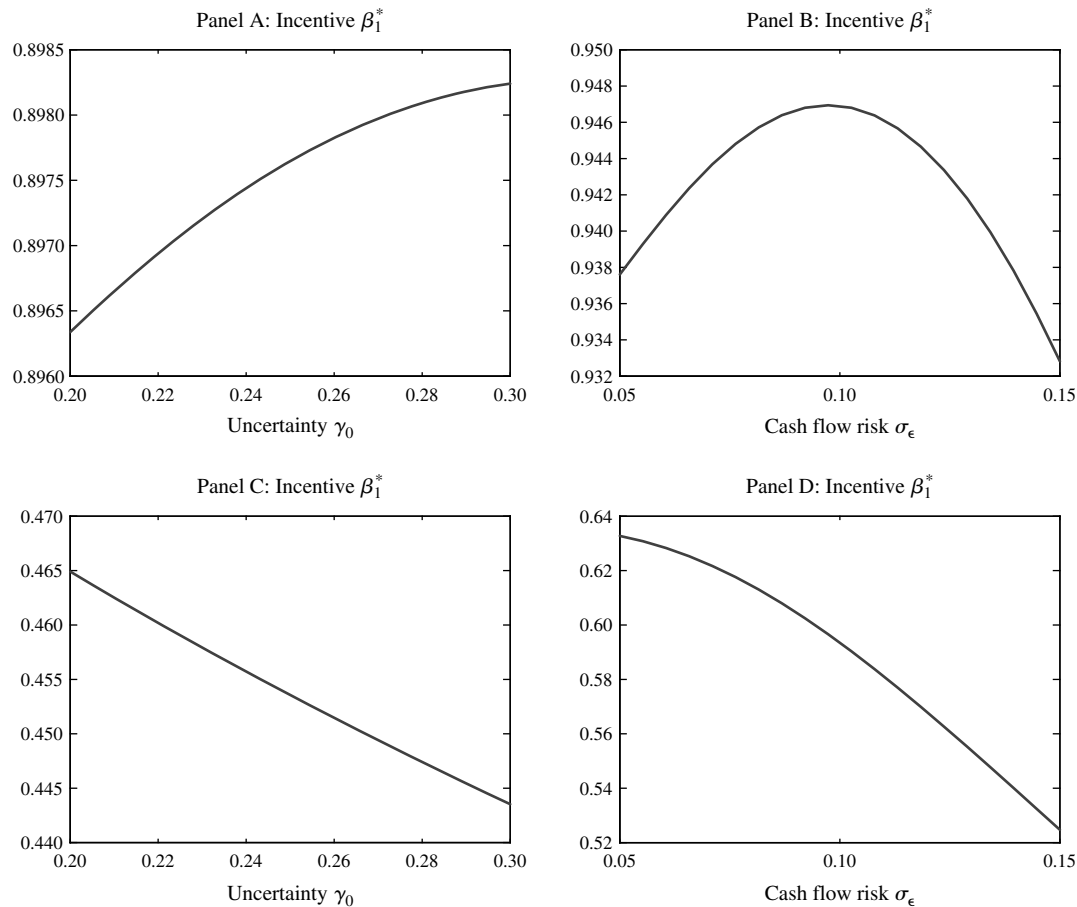 Panel A: Incentive β₁*
0.8985
0.8980
0.8975
0.8970
0.8965
0.8960
0.20 0.22 0.24 0.26 0.28 0.30
Uncertainty γ₀
Panel B: Incentive β₁*
0.950
0.948
0.946
0.944
0.942
0.940
0.938
0.936
0.934
0.932
0.05 0.10 0.15
Cash flow risk σ_ϵ
Panel C: Incentive β₁*
0.470
0.465
0.460
0.455
0.450
0.445
0.440
0.20 0.22 0.24 0.26 0.28 0.30
Uncertainty γ₀
Panel D: Incentive β₁*
0.64
0.62
0.60
0.58
0.56
0.54
0.52
0.05 0.10 0.15
Cash flow risk σ_ϵ